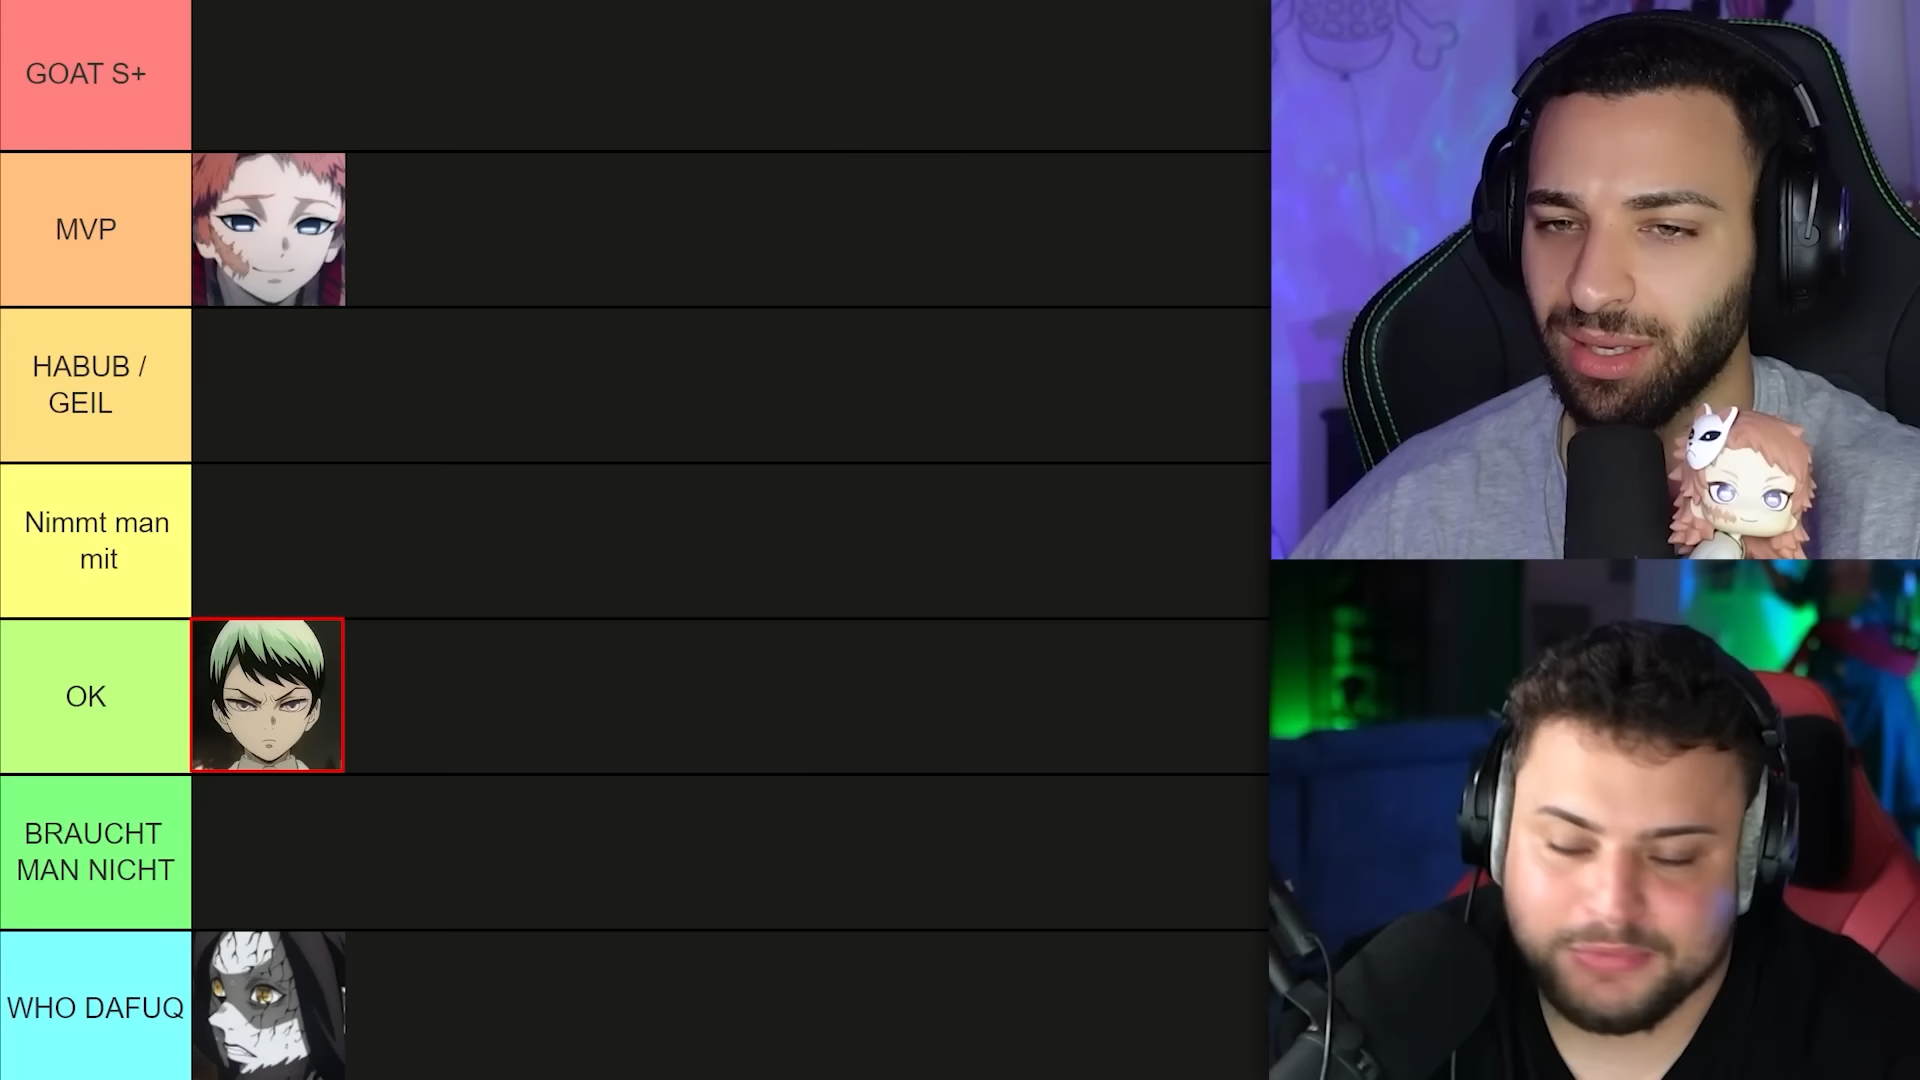 GOAT S+
MVP
HABUB /
GEIL
Nimmt man
mit
OK
BRAUCHT
MAN NICHT
WHO DAFUQ